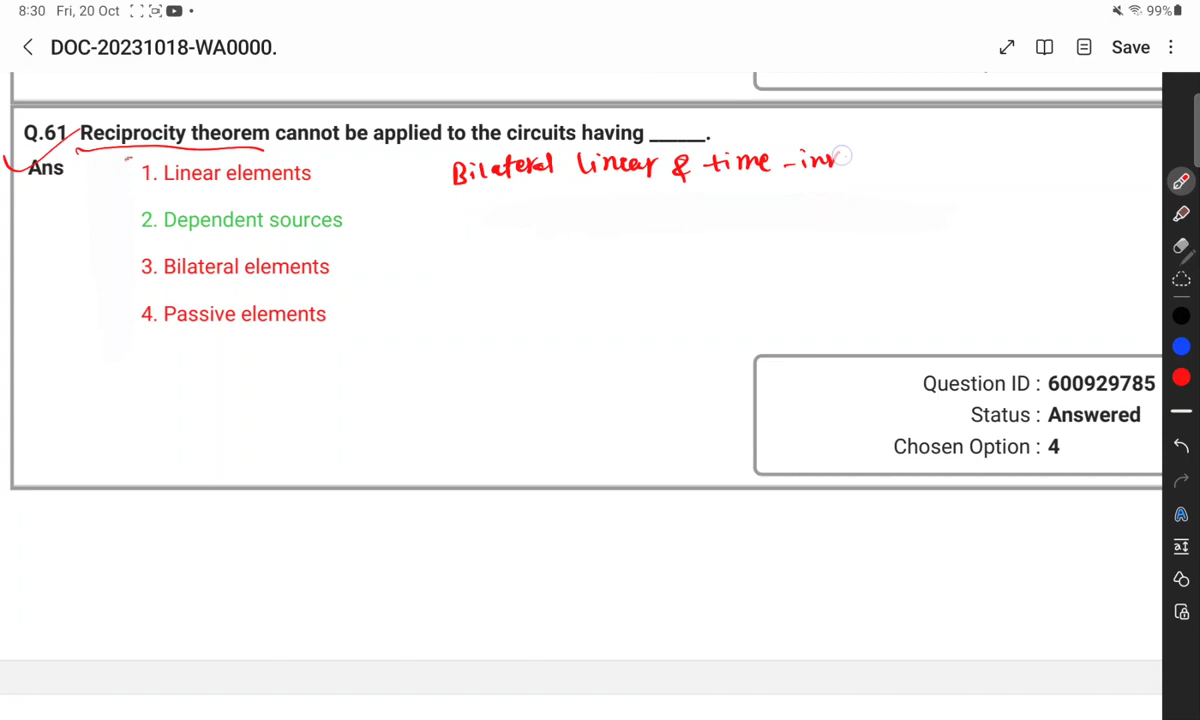 8:30 Fri, 20 Oct
99%
DOC-20231018-WA0000.
Save
Q.61 Reciprocity theorem cannot be applied to the circuits having _____.
Ans
1. Linear elements
Bilateral linear & time -inv
2. Dependent sources
3. Bilateral elements
4. Passive elements
Question ID : 600929785
Status : Answered
Chosen Option : 4